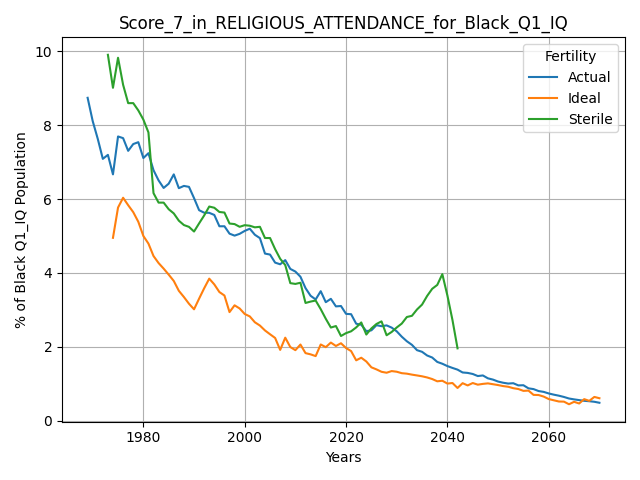 Score_7_in_RELIGIOUS_ATTENDANCE_for_Black_Q1_IQ
Fertility
Actual
Ideal
Sterile
% of Black Q1_IQ Population
10
8
6
4
2
0
1980
2000
2020
2040
2060
Years